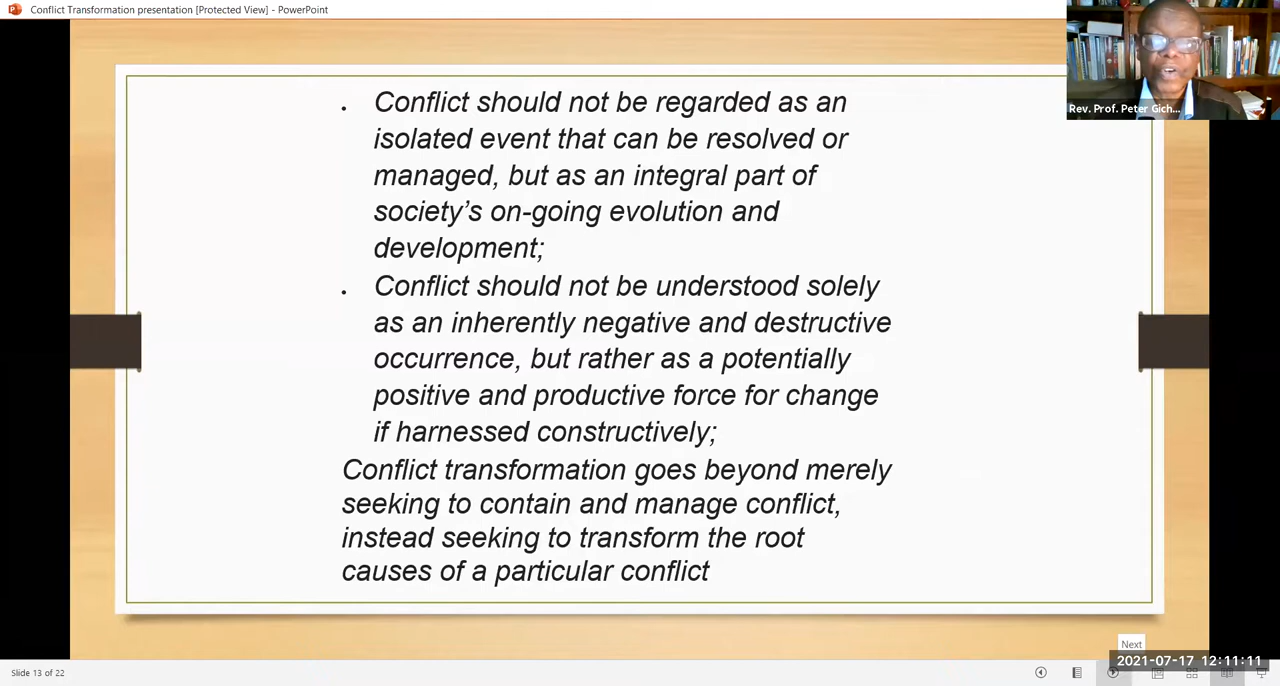 Conflict Transformation presentation [Protected View] - PowerPoint
Rev. Prof. Peter Gich...
• Conflict should not be regarded as an
isolated event that can be resolved or
managed, but as an integral part of
society’s on-going evolution and
development;
• Conflict should not be understood solely
as an inherently negative and destructive
occurrence, but rather as a potentially
positive and productive force for change
if harnessed constructively;
Conflict transformation goes beyond merely
seeking to contain and manage conflict,
instead seeking to transform the root
causes of a particular conflict
Next
2021-07-17 12:11:11
Slide 13 of 22